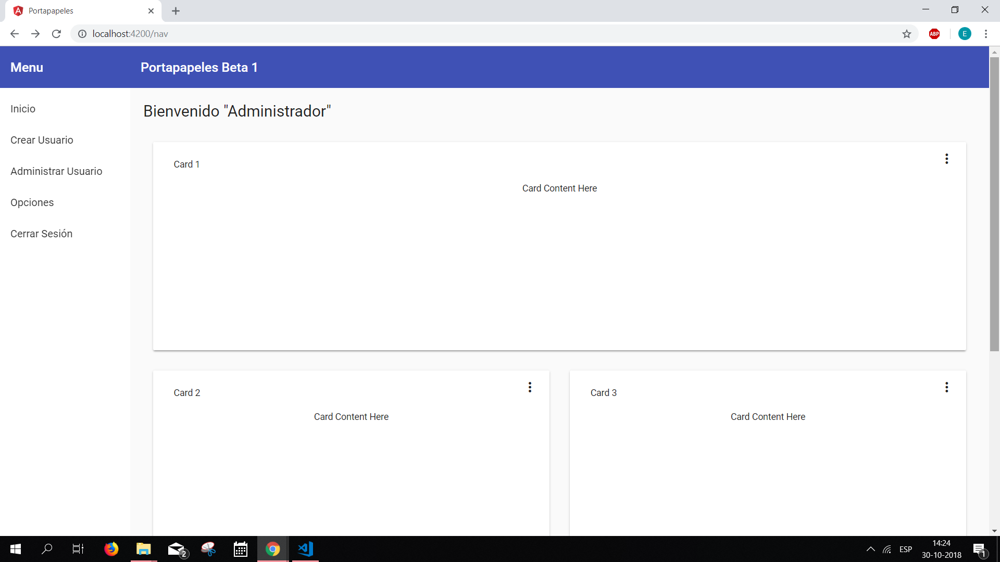 Portapapeles
localhost:4200/nav
ABP
E
Menu
Portapapeles Beta 1
Inicio
Crear Usuario
Administrar Usuario
Opciones
Cerrar Sesión
Bienvenido "Administrador"
Card 1
Card Content Here
Card 2
Card Content Here
Card 3
Card Content Here
2
ESP
14:24
30-10-2018
1